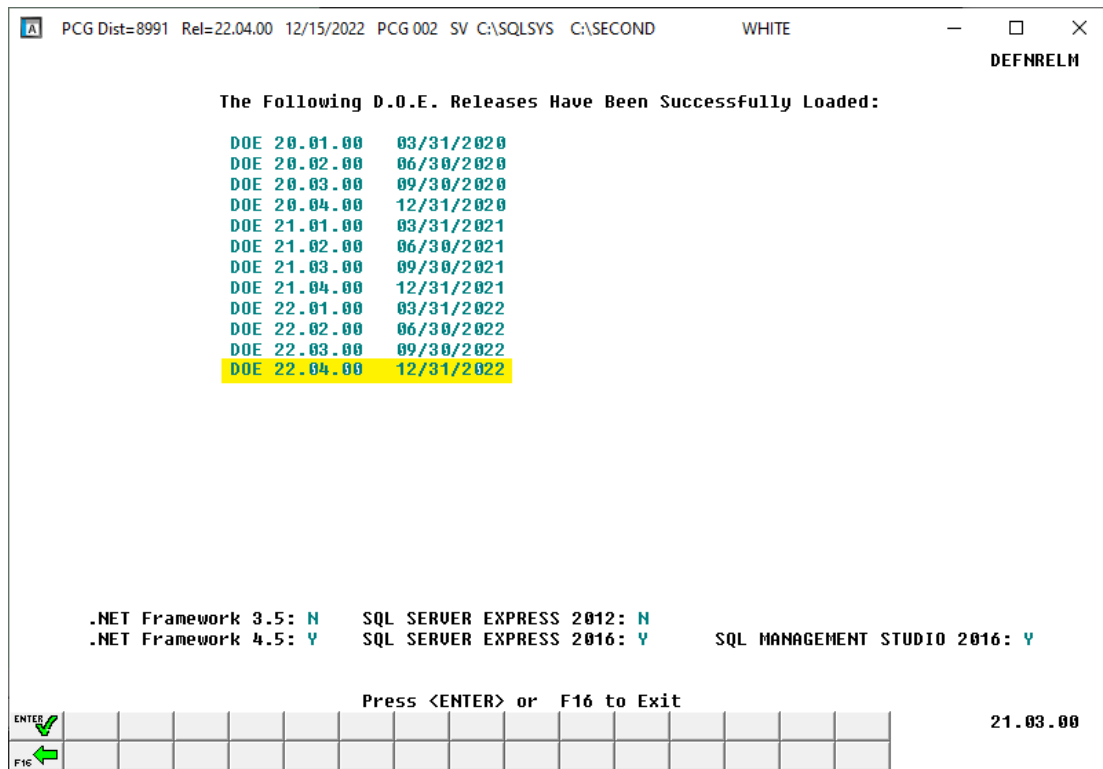 A PCG Dist=8991 Rel=22.04.00 12/15/2022 PCG 002 SV C:\SQLSYS C:\SECOND WHITE
DEFNRELM
The Following D.O.E. Releases Have Been Successfully Loaded:
DOE 20.01.00 03/31/2020
DOE 20.02.00 06/30/2020
DOE 20.03.00 09/30/2020
DOE 20.04.00 12/31/2020
DOE 21.01.00 03/31/2021
DOE 21.02.00 06/30/2021
DOE 21.03.00 09/30/2021
DOE 21.04.00 12/31/2021
DOE 22.01.00 03/31/2022
DOE 22.02.00 06/30/2022
DOE 22.03.00 09/30/2022
DOE 22.04.00 12/31/2022
.NET Framework 3.5: N SQL SERVER EXPRESS 2012: N
.NET Framework 4.5: Y SQL SERVER EXPRESS 2016: Y SQL MANAGEMENT STUDIO 2016: Y
Press <ENTER> or F16 to Exit
ENTER
21.03.00
F16